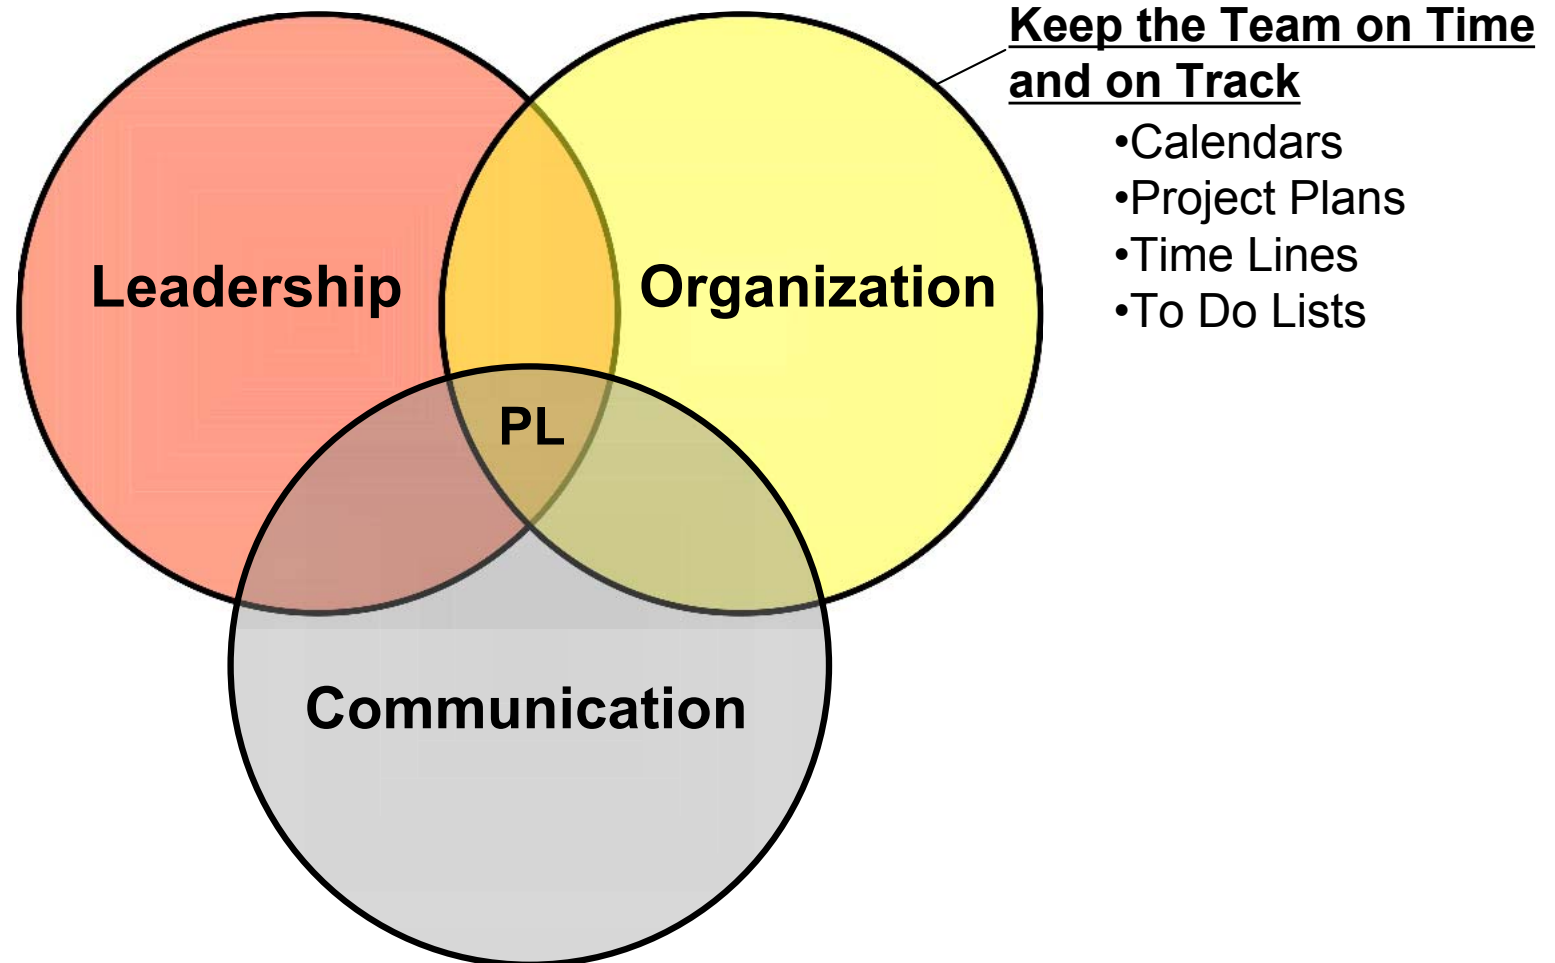 Keep the Team on Time
and on Track
•Calendars
•Project Plans
•Time Lines
•To Do Lists
Leadership
Organization
PL
Communication